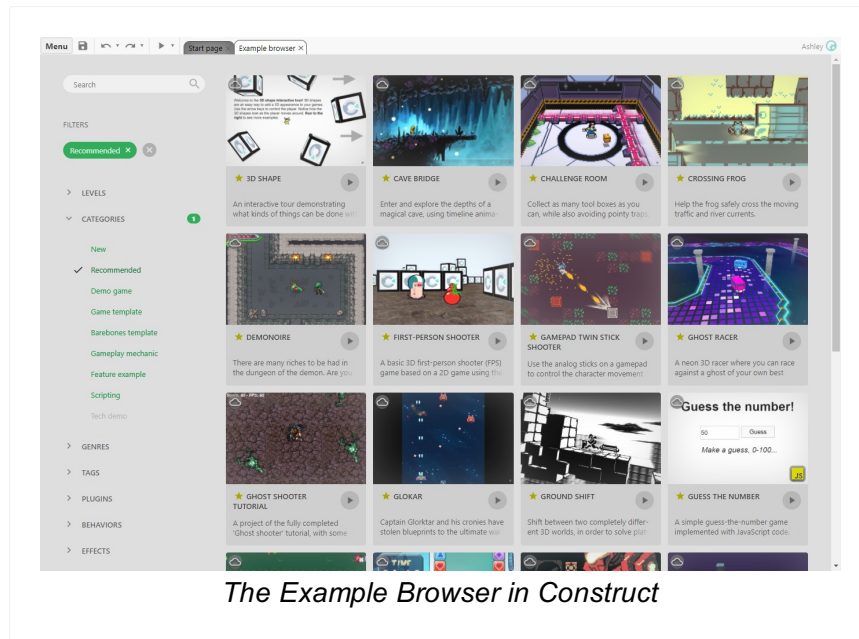 Menu
Start page
Example browser
Ashley
Search
FILTERS
Recommended
LEVELS
CATEGORIES
1
New
Recommended
Demo game
Game template
Barebones template
Gameplay mechanic
Feature example
Scripting
Tech demo
GENRES
TAGS
PLUGINS
BEHAVIORS
EFFECTS
3D SHAPE
An interactive tour demonstrating
what kinds of things can be done
CAVE BRIDGE
Enter and explore the depths of a
magical cave, using timeline anima-
CHALLENGE ROOM
Collect as many tool boxes as you
can, while also avoiding pointy traps.
CROSSING FROG
Help the frog safely cross the moving
traffic and river currents.
DEMONOIRE
There are many riches to be had in
the dungeon of the demon. Are you
FIRST-PERSON SHOOTER
A basic 3D first-person shooter (FPS)
game based on a 2D game using the
GAMEPAD TWIN STICK
SHOOTER
Use the analog sticks on a gamepad
to control the character movement
GHOST RACER
A neon 3D racer where you can race
against a ghost of your own best
GHOST SHOOTER
TUTORIAL
A project of the fully completed
'Ghost shooter' tutorial, with some
GLOKAR
Captain Glorktar and his cronies have
stolen blueprints to the ultimate
GROUND SHIFT
Shift between two completely differ-
ent 3D worlds, in order to solve
Guess the number!
50
Guess
Make a guess, 0-100...
JS
GUESS THE NUMBER
A simple guess-the-number game
implemented with JavaScript code.
TIME
The Example Browser in Construct